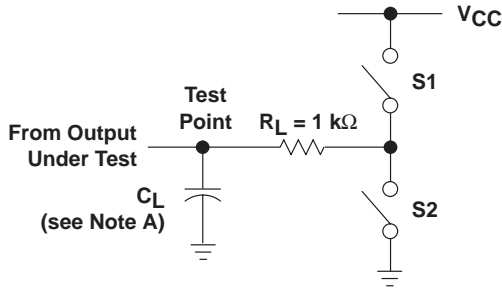 VCC
S1
Test
Point
RL = 1 kΩ
From Output
Under Test
CL
(see Note A)
S2